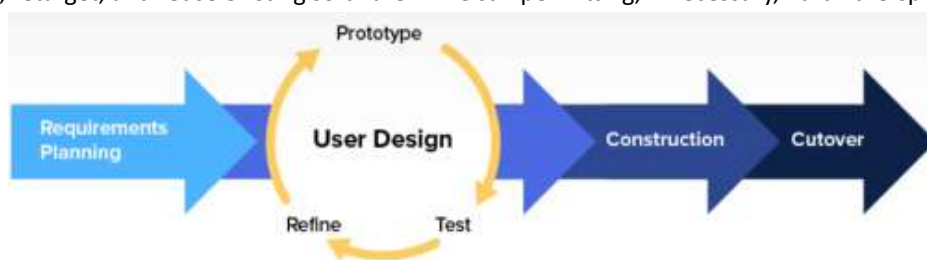 Prototype
Requirements
Planning
User Design
Construction
Cutover
Refine
Test